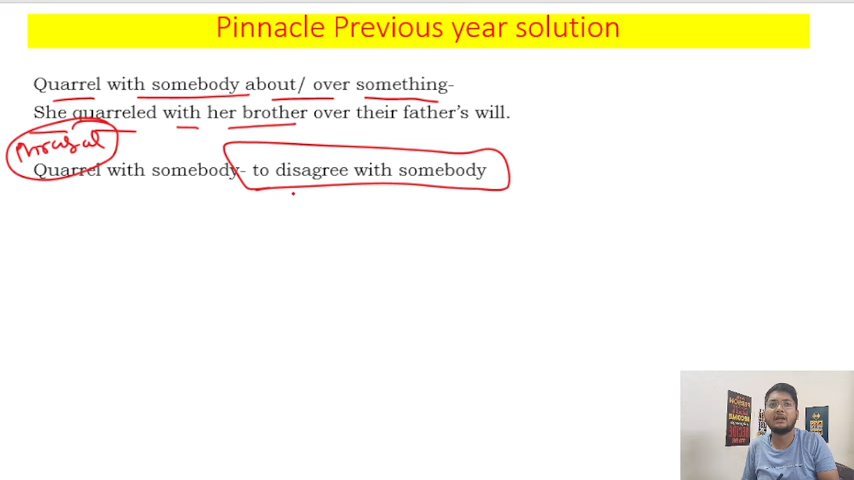 Pinnacle Previous year solution
Quarrel with somebody about/ over something-
She quarreled with her brother over their father's will.
Phrasal
Quarrel with somebody- to disagree with somebody